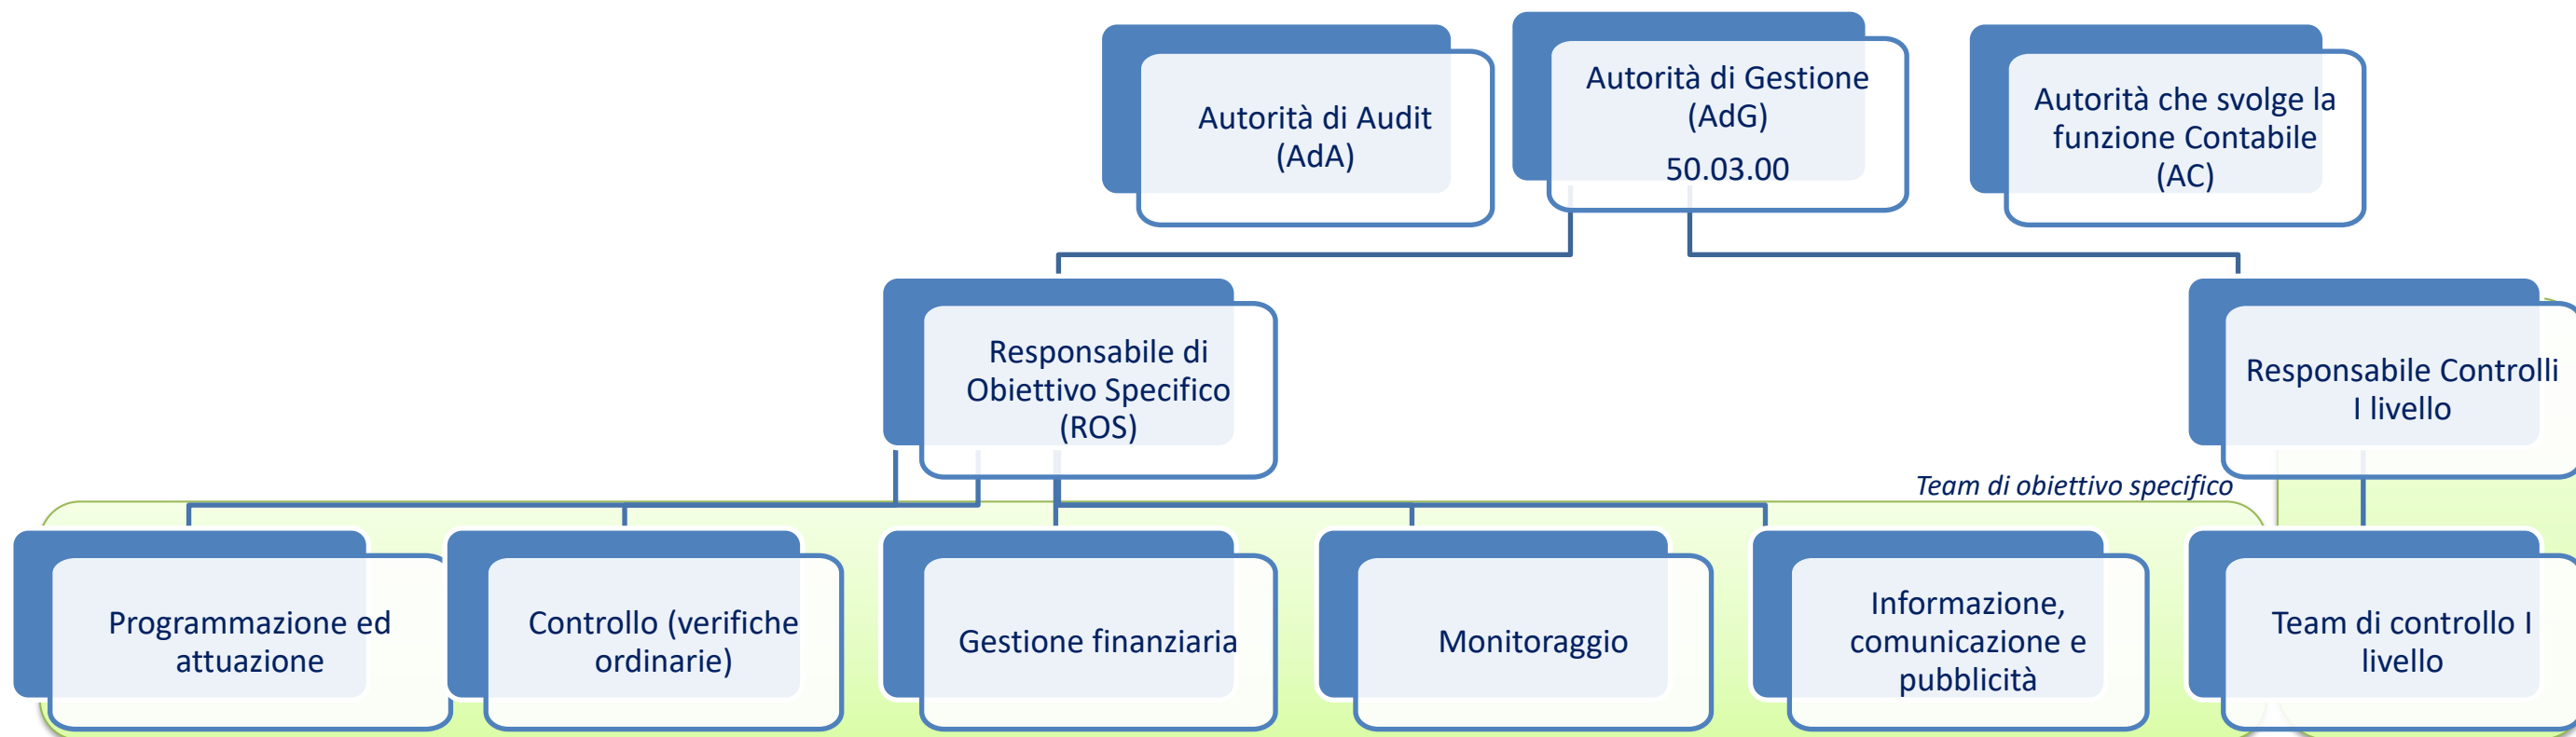 Autorità di Audit
(AdA)
Autorità di Gestione
(AdG)
50.03.00
Autorità che svolge la
funzione Contabile
(AC)
Responsabile di
Obiettivo Specifico
(ROS)
Responsabile Controlli
I livello
Team di obiettivo specifico
Programmazione ed
attuazione
Controllo (verifiche
ordinarie)
Gestione finanziaria
Monitoraggio
Informazione,
comunicazione e
pubblicità
Team di controllo I
livello